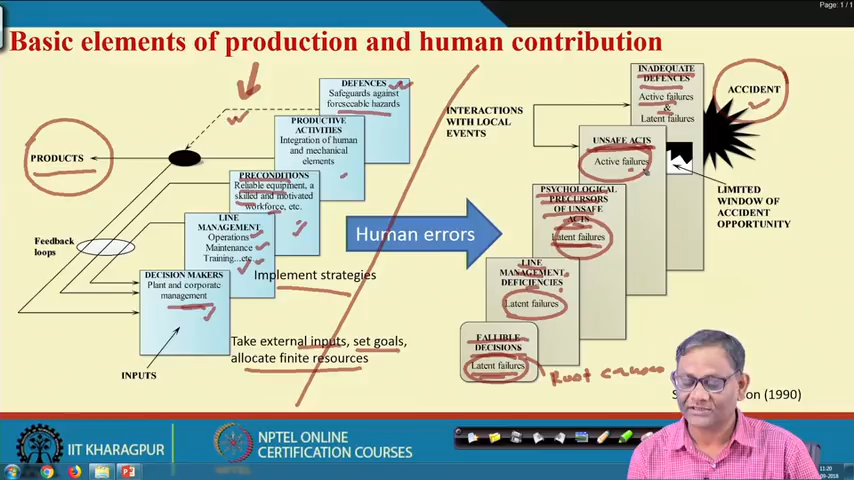 Page: 1 / 1
Basic elements of production and human contribution
DEFENCES
Safeguards against
foreseeable hazards
PRODUCTIVE
ACTIVITIES
Integration of human
and mechanical
elements
PRODUCTS
PRECONDITIONS
Reliable equipment, a
skilled and motivated
workforce, etc.
LINE
MANAGEMENT
Operations
Maintenance
Training...etc.
Feedback
loops
DECISION MAKERS
Plant and corporate
management
INPUTS
Implement strategies
Take external inputs, set goals,
allocate finite resources
Human errors
INTERACTIONS
WITH LOCAL
EVENTS
INADEQUATE
DEFENCES
Active failures
&
Latent failures
ACCIDENT
UNSAFE ACTS
Active failures
LIMITED
WINDOW OF
ACCIDENT
OPPORTUNITY
PSYCHOLOGICAL
PRECURSORS
OF UNSAFE
ACTS
Latent failures
LINE
MANAGEMENT
DEFICIENCIES
Latent failures
FALLIBLE
DECISIONS
Latent failures
Root causes
on (1990)
IIT KHARAGPUR
NPTEL ONLINE
CERTIFICATION COURSES
11:20